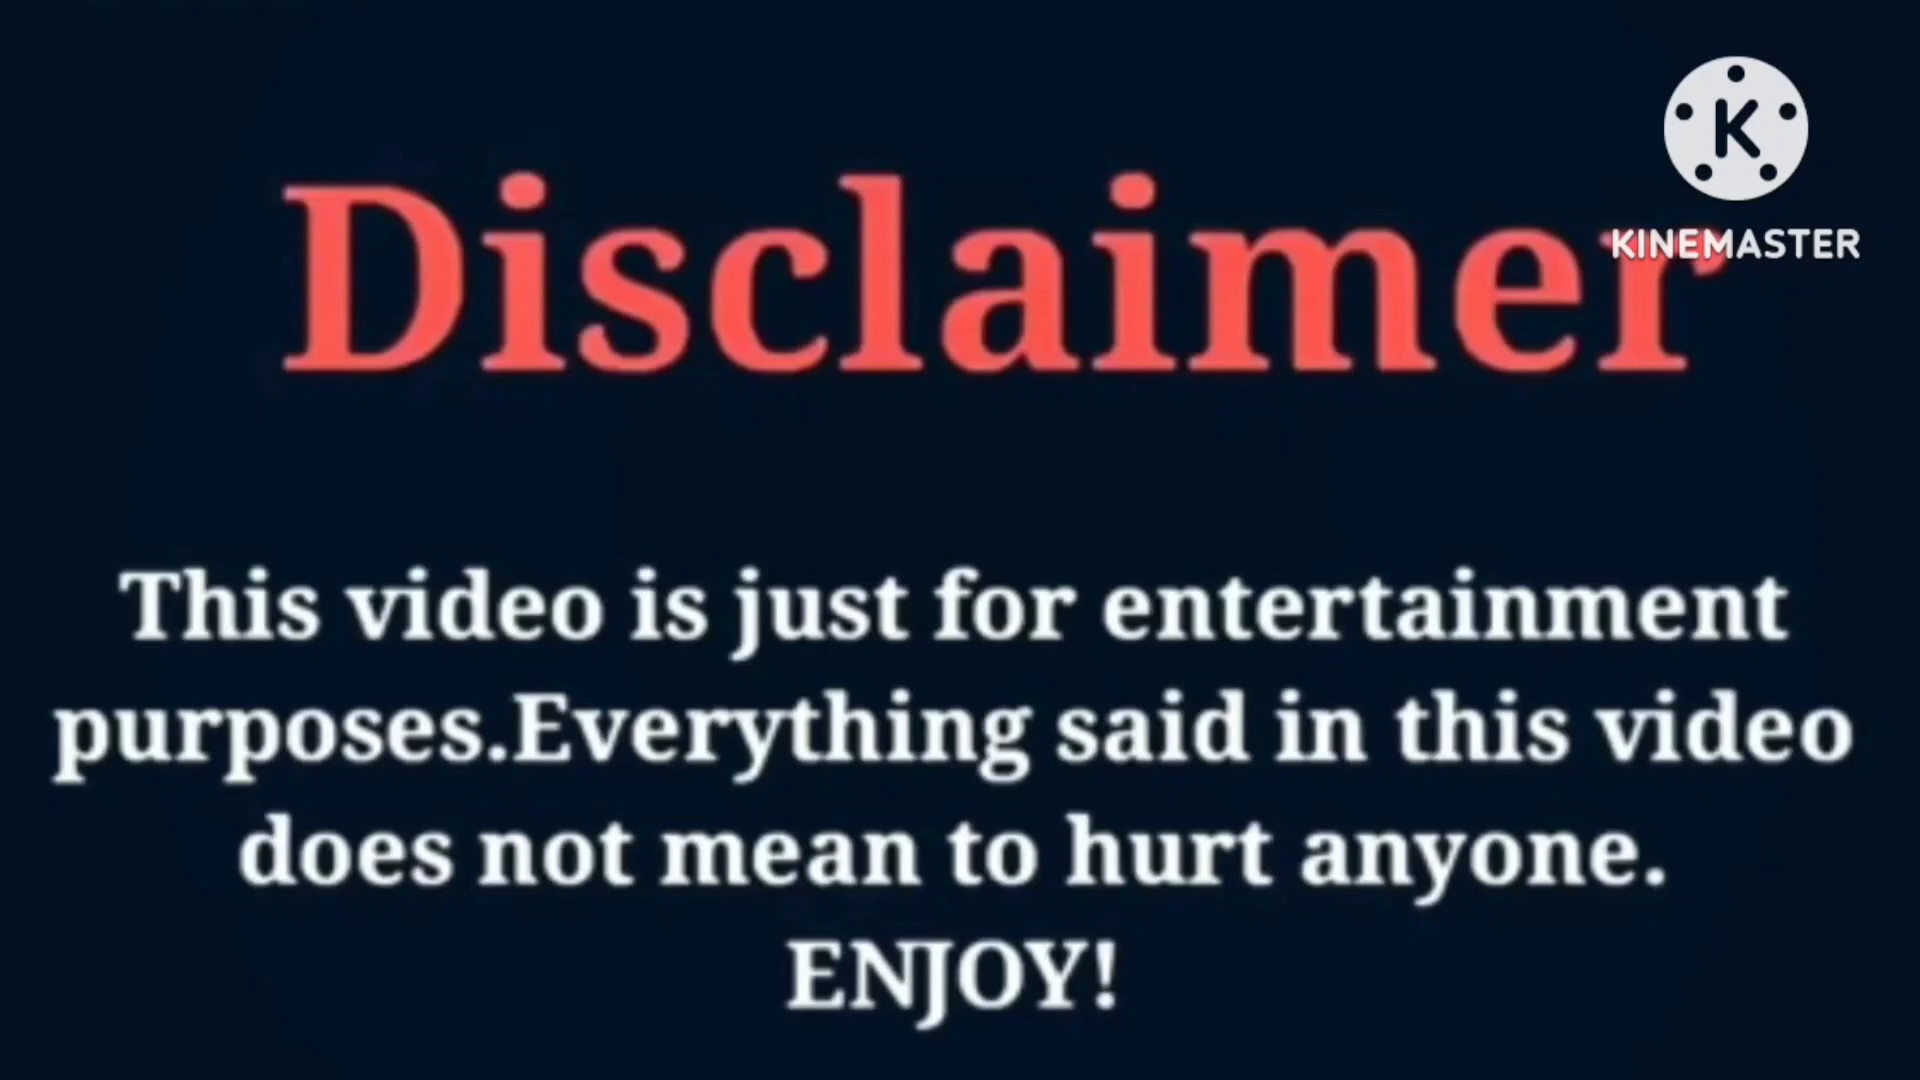 K
KINEMASTER
Disclaimer
This video is just for entertainment
purposes.Everything said in this video
does not mean to hurt anyone.
ENJOY!